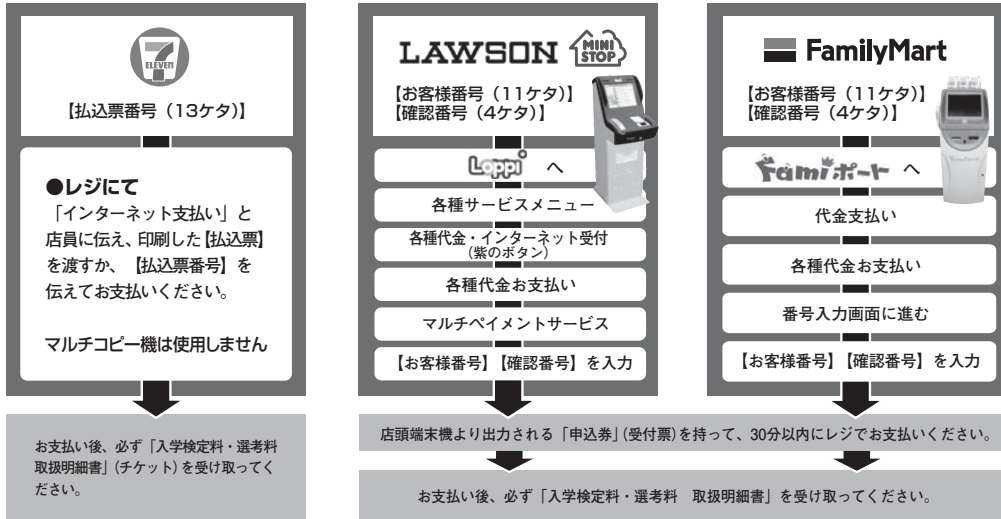 7
ELEVEN
【払込票番号（13ケタ）】
●レジにて
「インターネット支払い」と
店員に伝え、印刷した【払込票】
を渡すか、【払込票番号】を
伝えてお支払いください。
マルチコピー機は使用しません
お支払い後、必ず「入学検定料・選考料
取扱明細書」（チケット）を受け取ってく
ださい。
LAWSON
MINI
STOP
【お客様番号（11ケタ）】
【確認番号（4ケタ）】
Loppi へ
各種サービスメニュー
各種代金・インターネット受付
（紫のボタン）
各種代金お支払い
マルチペイメントサービス
【お客様番号】【確認番号】を入力
FamilyMart
【お客様番号（11ケタ）】
【確認番号（4ケタ）】
Famiポート へ
代金支払い
各種代金お支払い
番号入力画面に進む
【お客様番号】【確認番号】を入力
店頭端末機より出力される「申込券」（受付票）を持って、30分以内にレジでお支払いください。
お支払い後、必ず「入学検定料・選考料　取扱明細書」を受け取ってください。